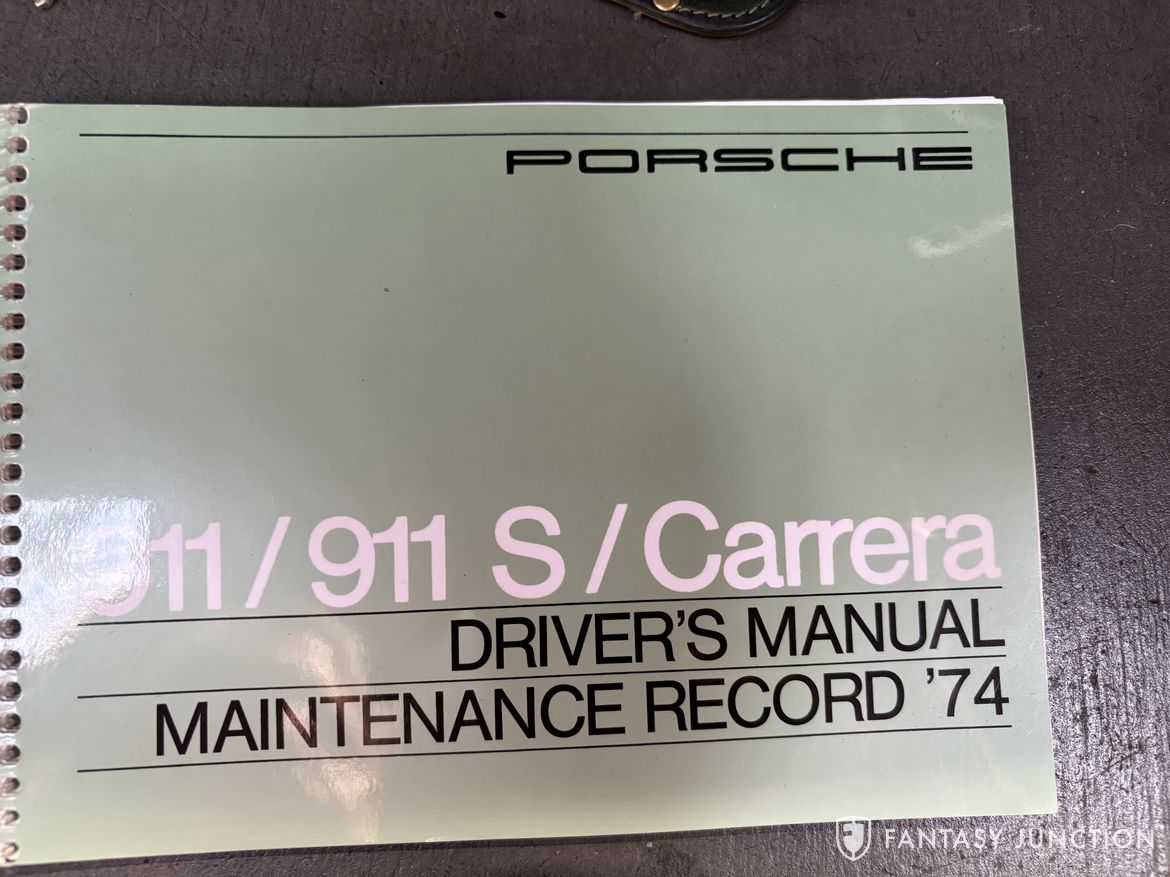 PORSCHE
911/911 S/Carrera
DRIVER'S MANUAL
MAINTENANCE RECORD '74
FANTASY JUNCTION